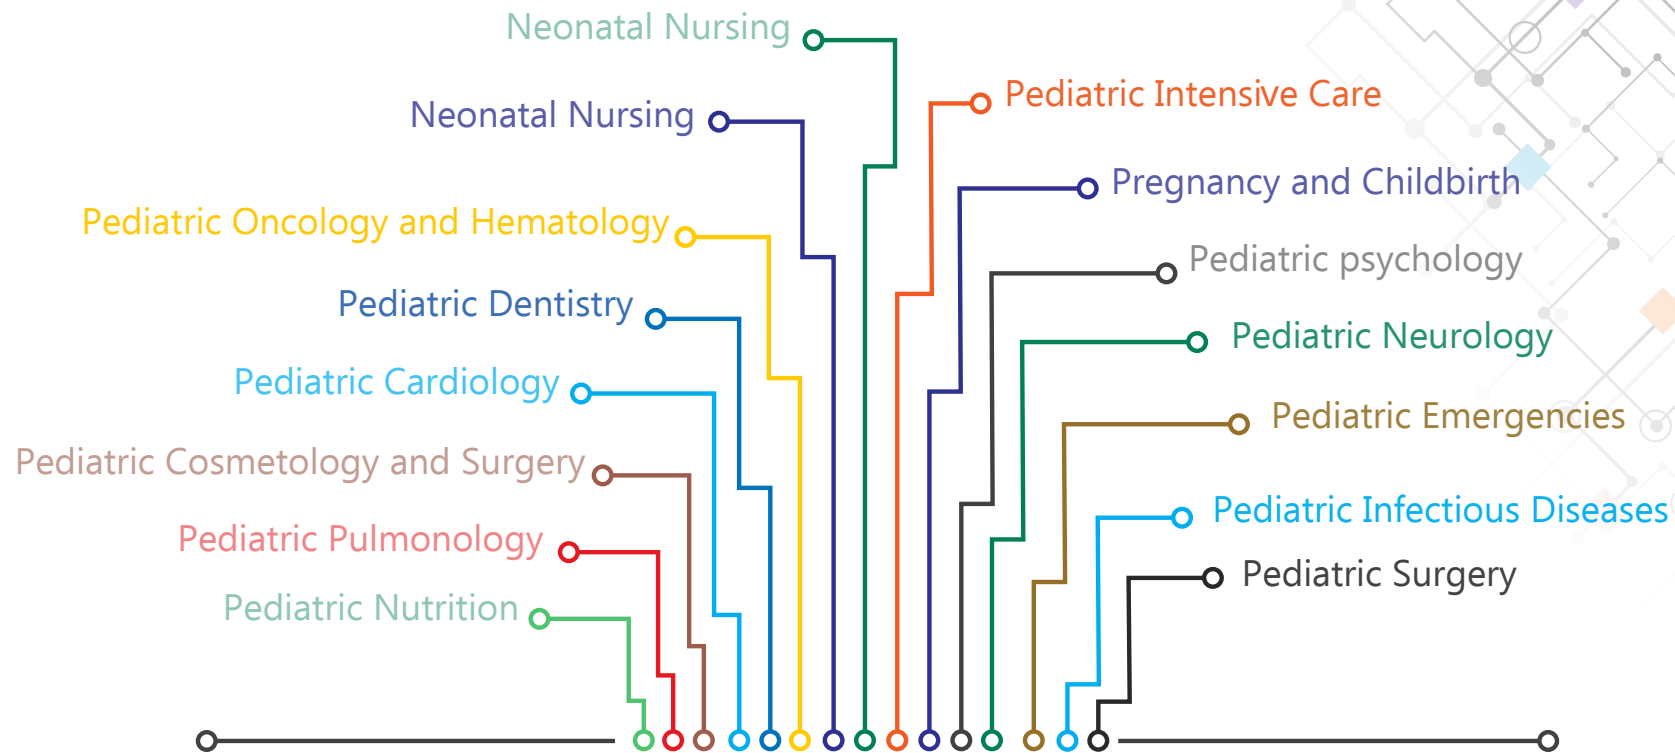 Neonatal Nursing
Pediatric Intensive Care
Neonatal Nursing
Pregnancy and Childbirth
Pediatric Oncology and Hematology
Pediatric psychology
Pediatric Dentistry
Pediatric Neurology
Pediatric Cardiology
Pediatric Emergencies
Pediatric Cosmetology and Surgery
Pediatric Infectious Diseases
Pediatric Pulmonology
Pediatric Surgery
Pediatric Nutrition